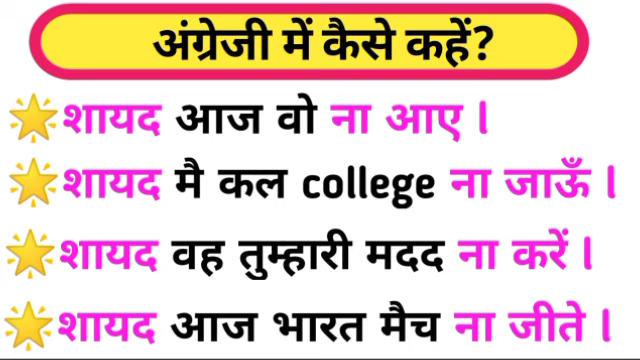 अंग्रेजी में कैसे कहें?
शायद आज वो ना आए l
शायद मै कल college ना जाऊँ l
शायद वह तुम्हारी मदद ना करें l
शायद आज भारत मैच ना जीते l